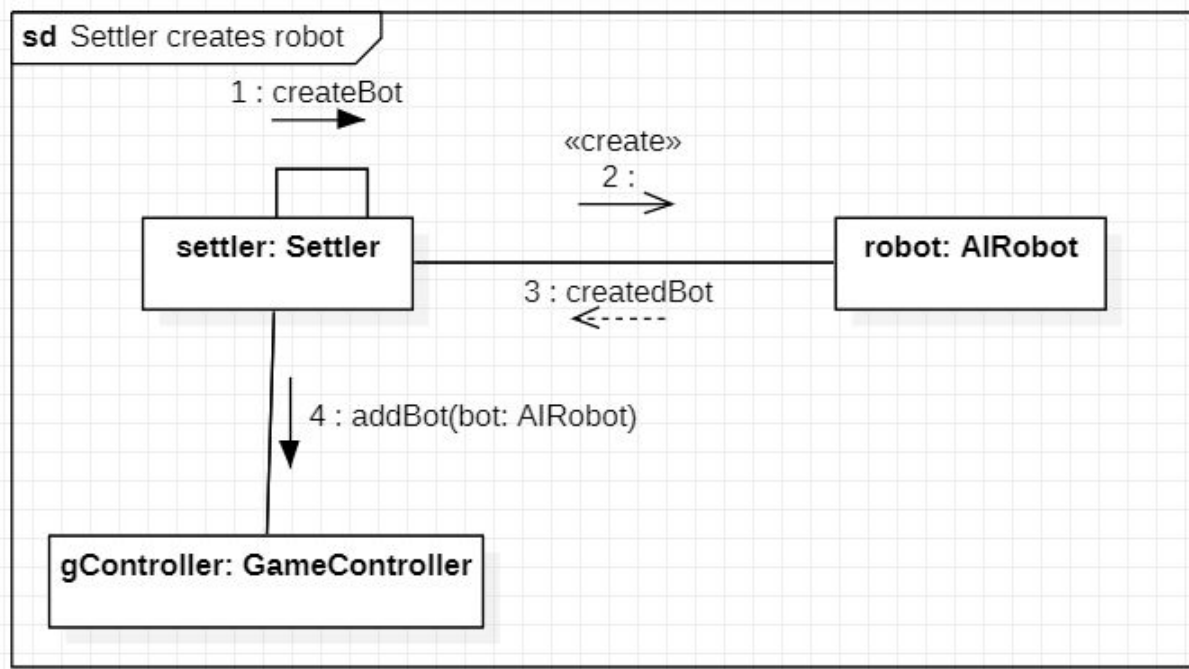 sd Settler creates robot
1 : createBot
«create»
2 :
settler: Settler
robot: AIRobot
3 : createdBot
4 : addBot(bot: AIRobot)
gController: GameController